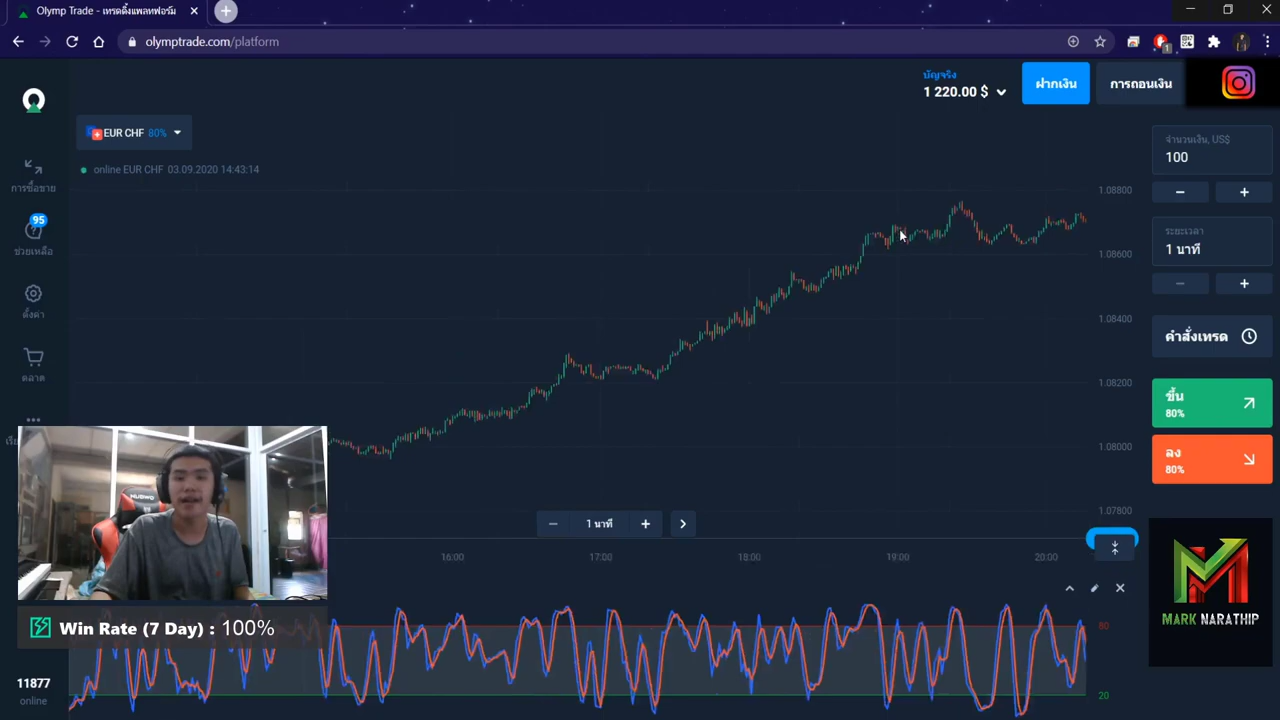 Olymp Trade - เทรดดิ้งแพลทฟอร์ม
olymptrade.com/platform
1
บัญจริง
1 220.00 $
ฝากเงิน
การถอนเงิน
EUR CHF 80%
online EUR CHF 03.09.2020 14:43:14
การซื้อขาย
95
ช่วยเหลือ
ตั้งค่า
ตลาด
จำนวนเงิน, US$
100
ระยะเวลา
1 นาที
คำสั่งเทรด
ขึ้น
80%
ลง
80%
1.08800
1.08600
1.08400
1.08200
1.08000
1.07800
1 นาที
16:00
17:00
18:00
19:00
20:00
80
20
NUBWO
Win Rate (7 Day) : 100%
MARK NARATHIP
11877
online